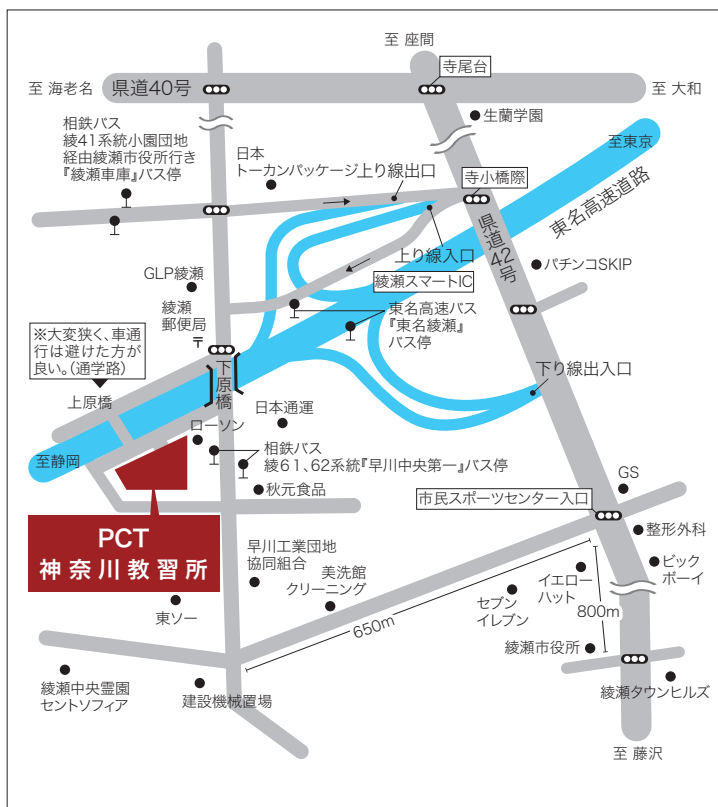 至 座間
寺尾台
至 海老名
県道40号
至 大和
生蘭学園
至東京
相鉄バス
綾41系統小園団地
経由綾瀬市役所行き
『綾瀬車庫』バス停
日本
トーカンパッケージ
上り線出口
寺小橋際
東名高速道路
県道42号
上り線入口
綾瀬スマートIC
パチンコSKIP
GLP綾瀬
綾瀬
郵便局
〒
東名高速バス
『東名綾瀬』
バス停
※大変狭く、車通
行は避けた方が
良い。(通学路)
下原橋
下り線出入口
上原橋
日本通運
ローソン
至静岡
相鉄バス
綾61、62系統『早川中央第一』バス停
秋元食品
GS
市民スポーツセンター入口
PCT
神奈川教習所
整形外科
早川工業団地
協同組合
ビック
ボーイ
美洗館
クリーニング
イエロー
ハット
セブン
イレブン
800m
650m
東ソー
綾瀬市役所
綾瀬中央霊園
セントソフィア
建設機械置場
綾瀬タウンヒルズ
至 藤沢